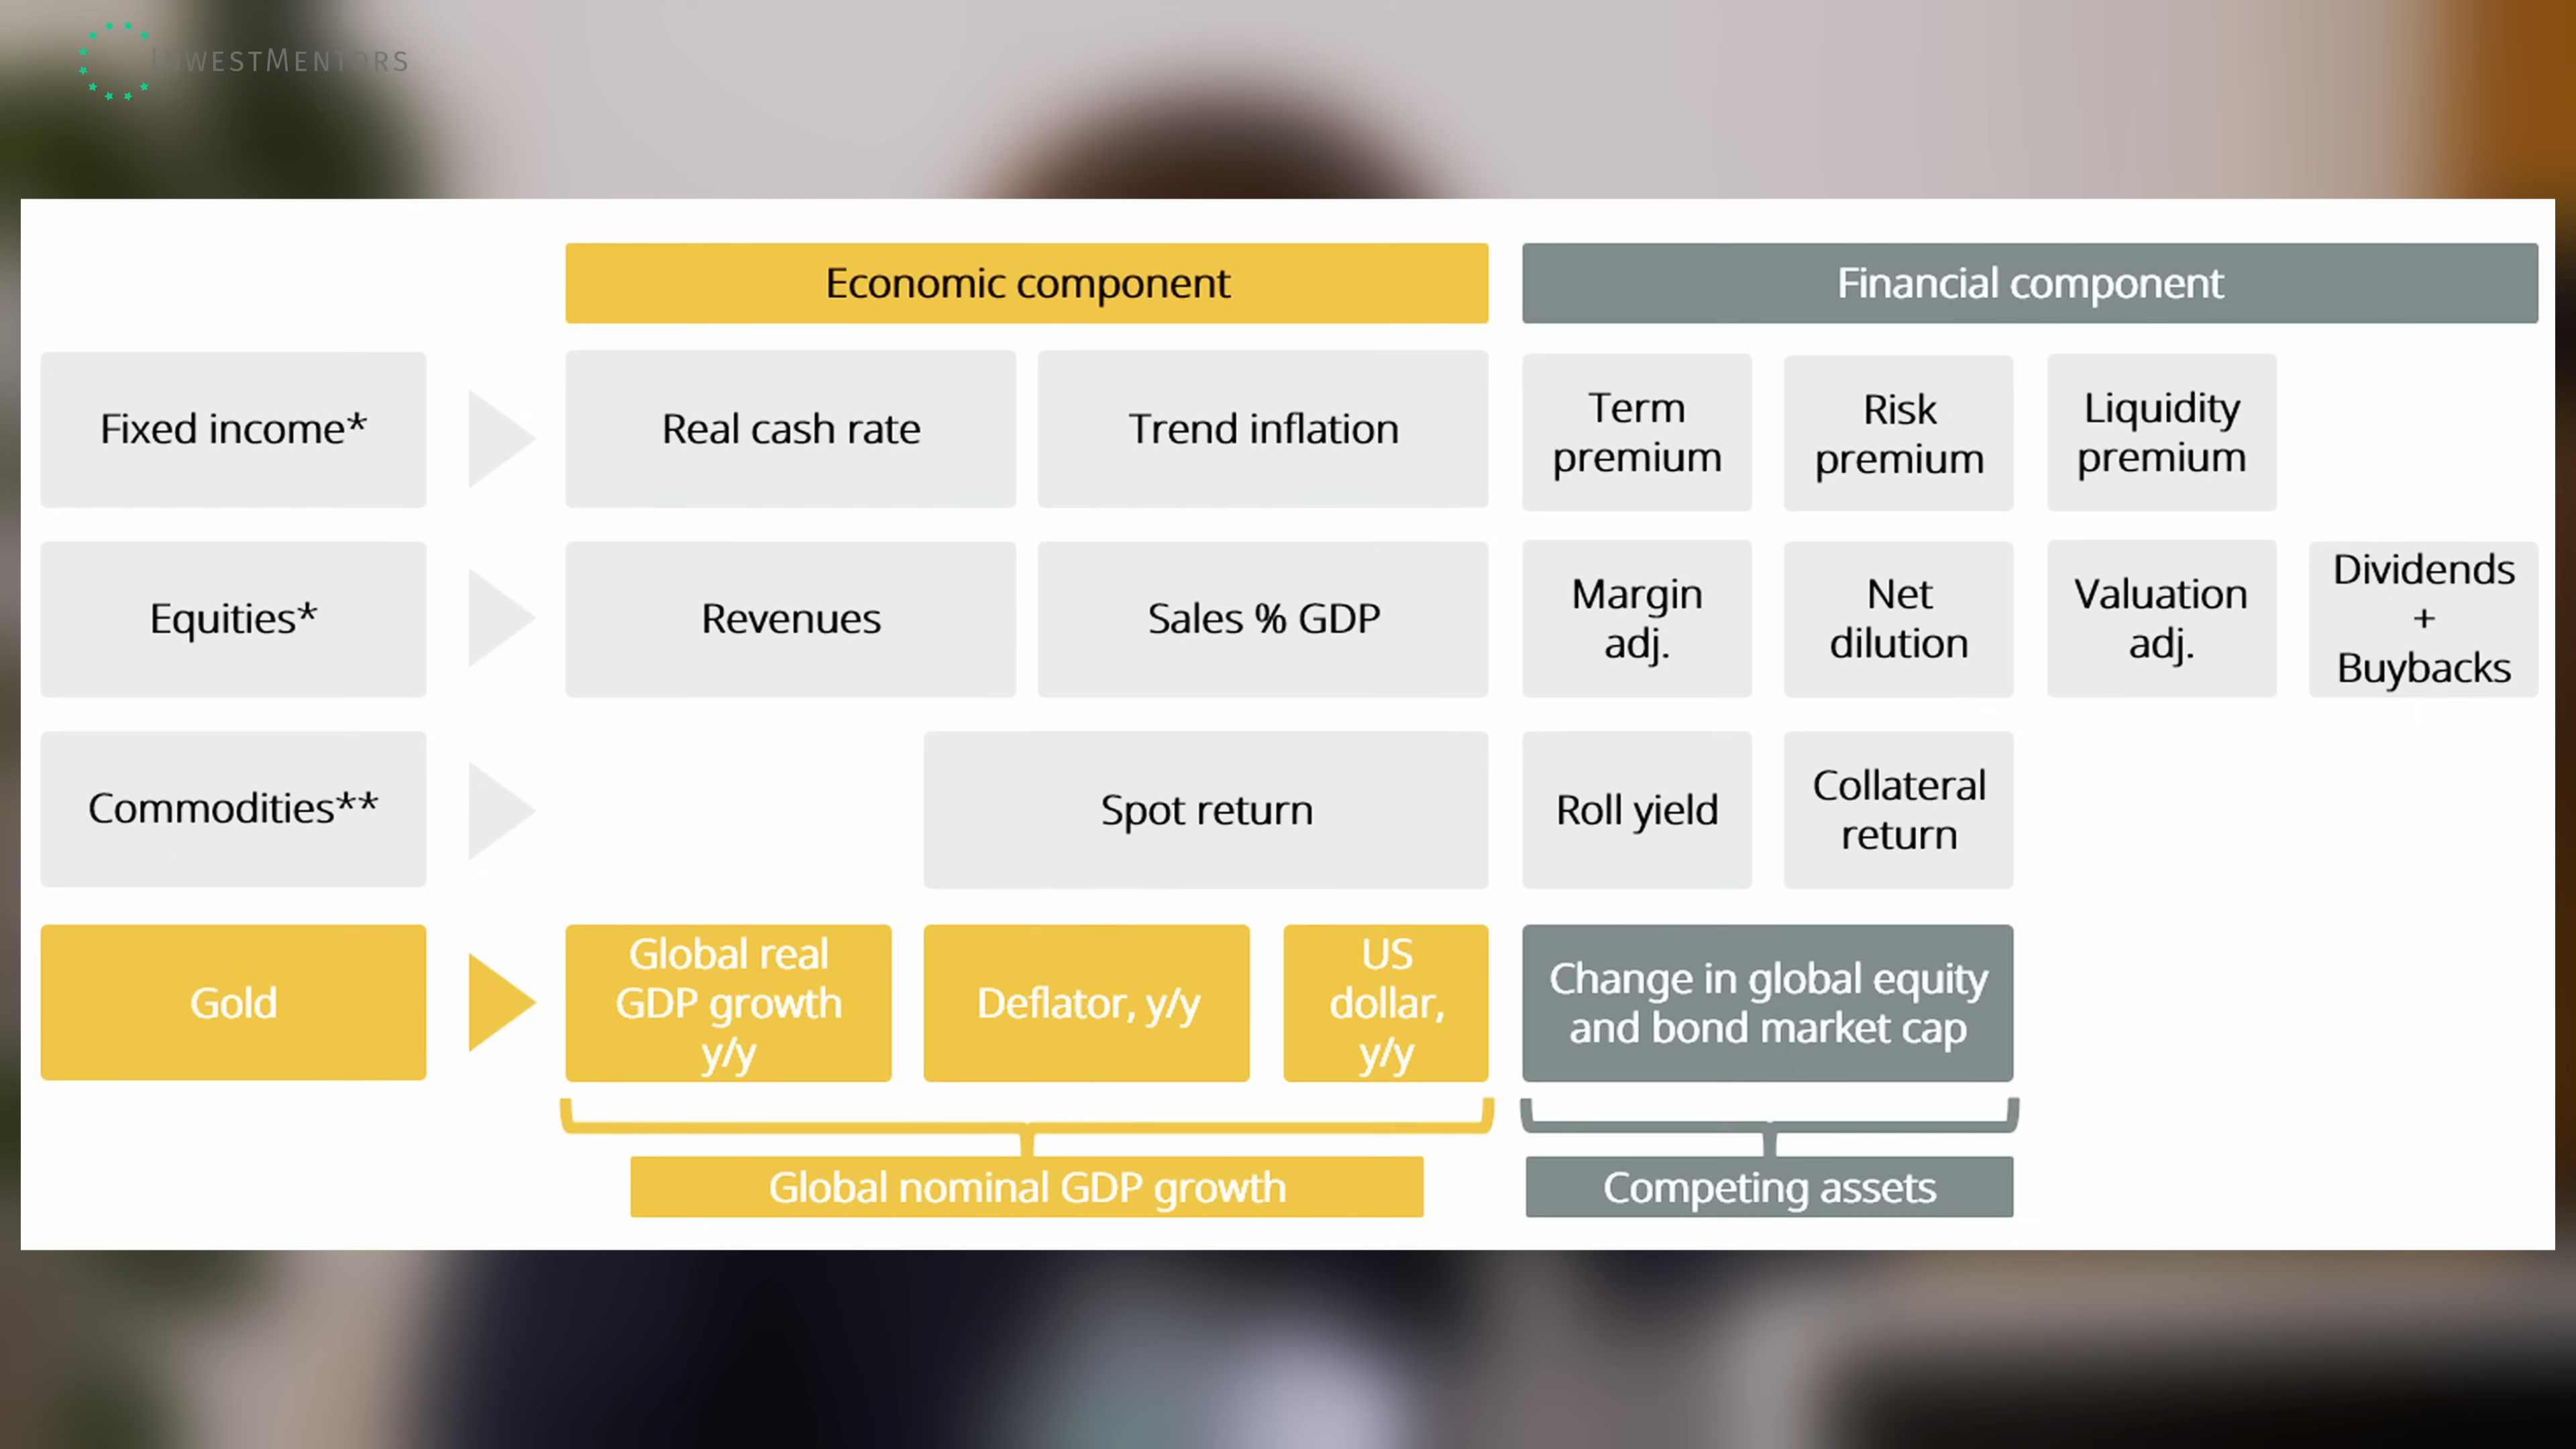 INWESTMENTORS
Economic component
Financial component
Fixed income*
Real cash rate
Trend inflation
Term
premium
Risk
premium
Liquidity
premium
Equities*
Revenues
Sales % GDP
Margin
adj.
Net
dilution
Valuation
adj.
Dividends
+
Buybacks
Commodities**
Spot return
Roll yield
Collateral
return
Gold
Global real
GDP growth
y/y
Deflator, y/y
US
dollar,
y/y
Change in global equity
and bond market cap
Global nominal GDP growth
Competing assets